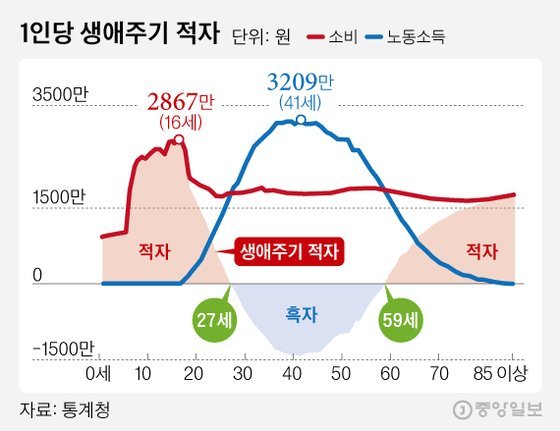 1인당 생애주기 적자 단위: 원 소비 노동소득
3500만
2867만
(16세)
3209만
(41세)
1500만
적자
생애주기 적자
적자
0
27세
흑자
59세
-1500만
0세 10 20 30 40 50 60 70 85 이상
자료: 통계청
J 중앙일보